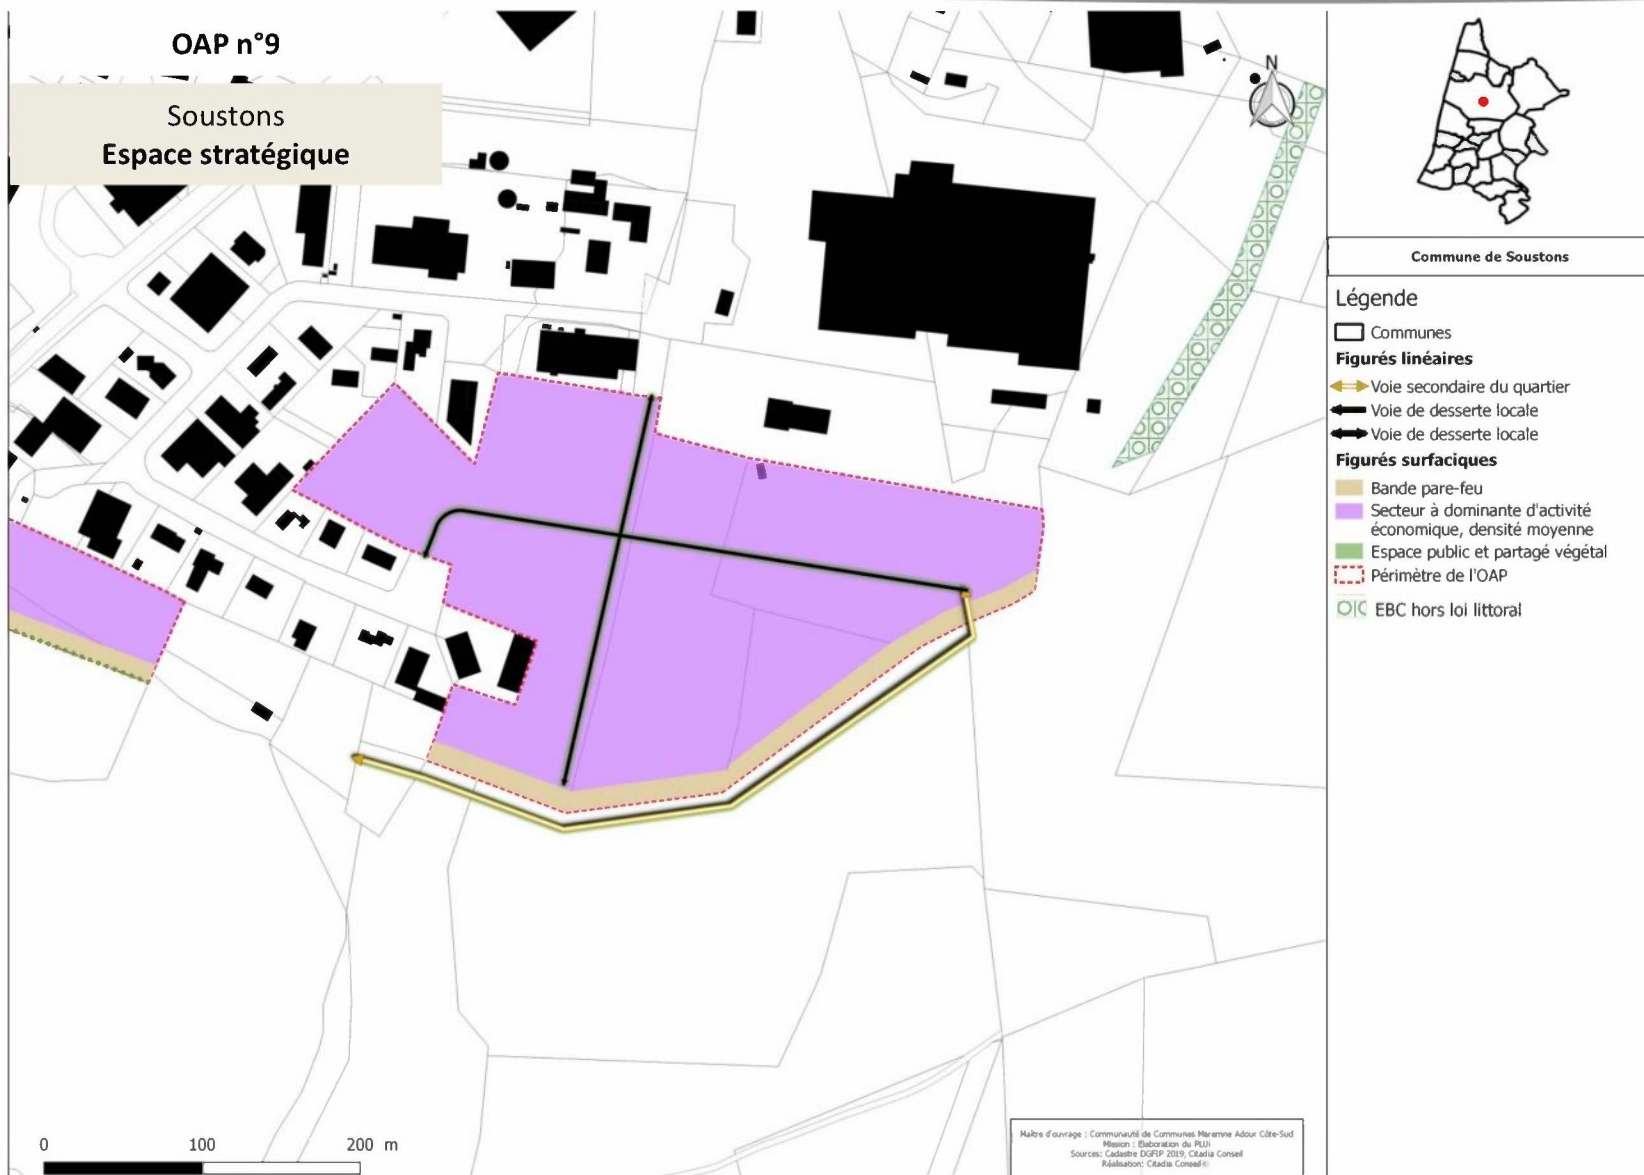 OAP n°9
Soustons
Espace stratégique
N
Commune de Soustons
Légende
Communes
Figurés linéaires
Voie secondaire du quartier
Voie de desserte locale
Voie de desserte locale
Figurés surfaciques
Bande pare-feu
Secteur à dominante d'activité
économique, densité moyenne
Espace public et partagé végétal
Périmètre de l'OAP
EBC hors loi littoral
0 100 200 m
Maître d'ouvrage : Communauté de Communes Maremne Adour Côte-Sud
Mission : Elaboration du PLUi
Sources: Cadastre DGFIP 2019, Citadia Conseil
Réalisation: Citadia Conseil©